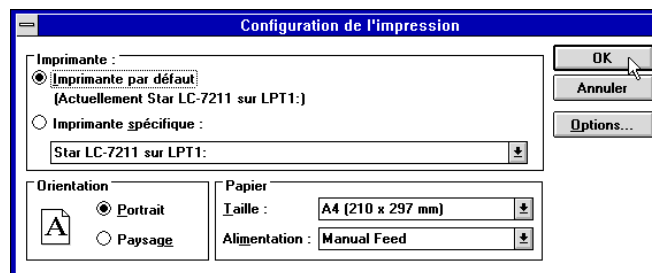 Configuration de l'impression
Imprimante :
Imprimante par défaut
(Actuellement Star LC-7211 sur LPT1:)
Imprimante spécifique :
Star LC-7211 sur LPT1:
OK
Annuler
Options...
Orientation
A
Portrait
Paysage
Papier
Taille :
A4 (210 x 297 mm)
Alimentation :
Manual Feed